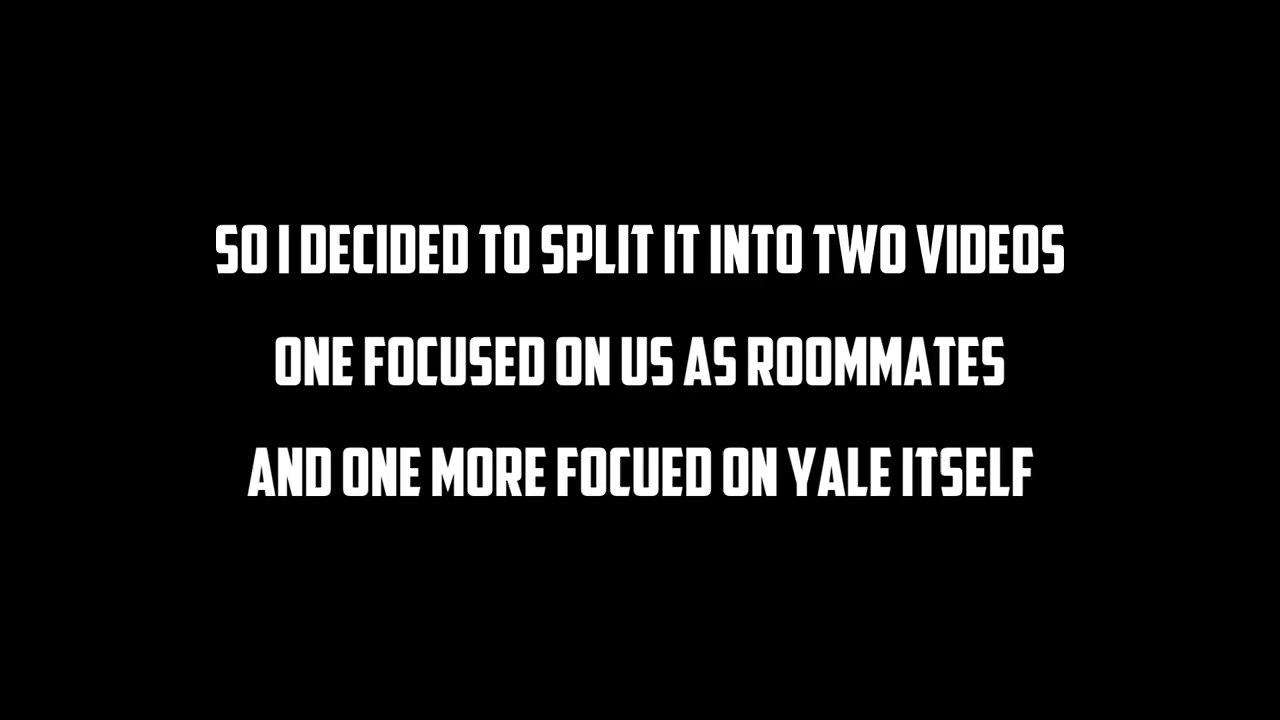 SO I DECIDED TO SPLIT IT INTO TWO VIDEOS
ONE FOCUSED ON US AS ROOMMATES
AND ONE MORE FOCUED ON YALE ITSELF